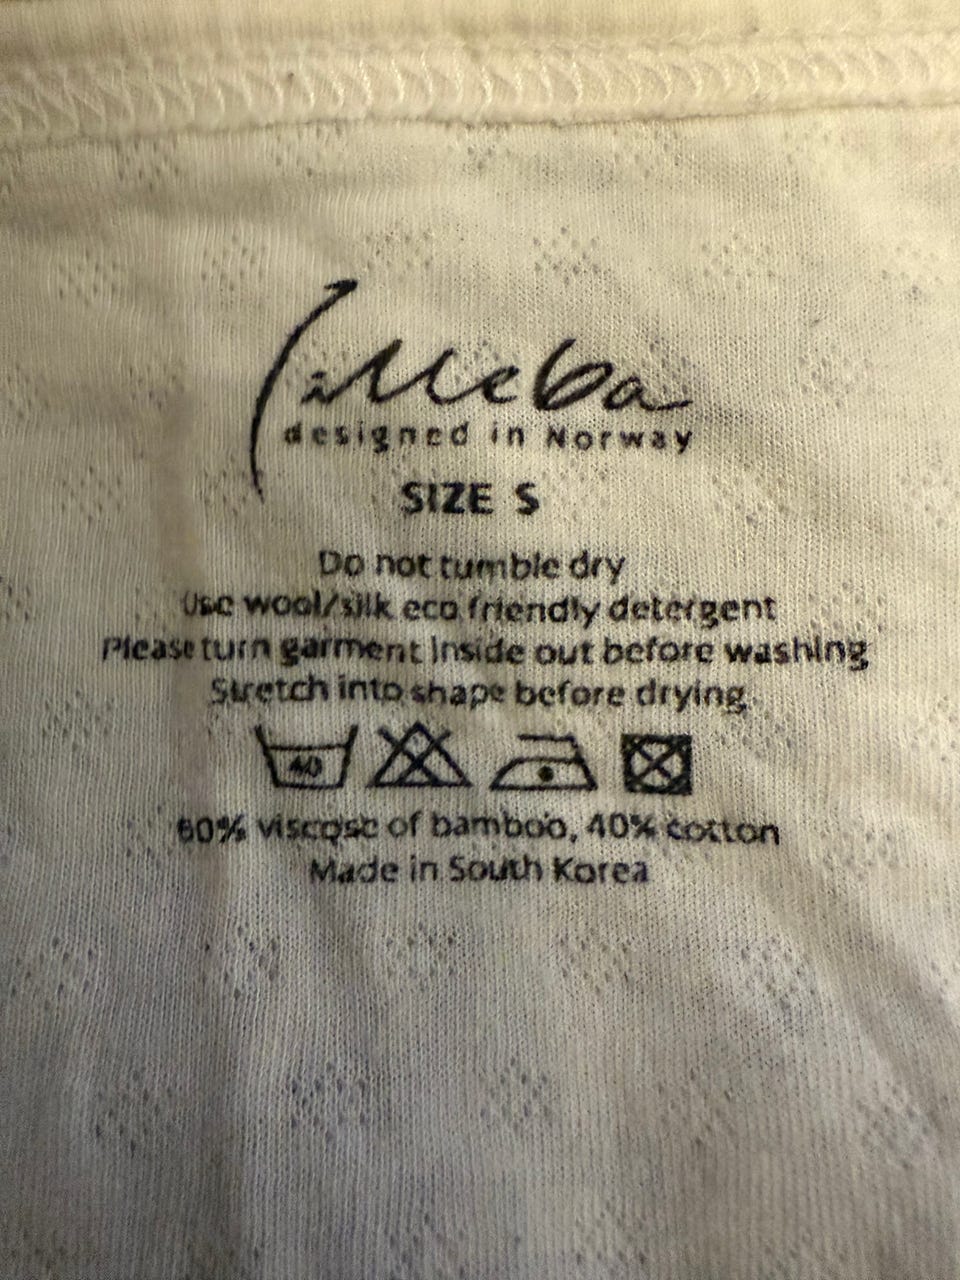 illeba
designed in Norway
SIZE S
Do not tumble dry
Use wool/silk eco friendly detergent
Please turn garment inside out before washing
Stretch into shape before drying
40
60% viscose of bamboo, 40% cotton
Made in South Korea